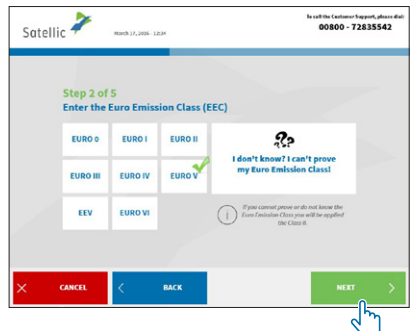 Satellic
March 17, 2016 - 12:34
To call the Customer Support, please dial:
00800 - 72835542
Step 2 of 5
Enter the Euro Emission Class (EEC)
EURO 0
EURO I
EURO II
EURO III
EURO IV
EURO V
EEV
EURO VI
??
I don't know? I can't prove
my Euro Emission Class!
i
If you cannot prove or do not know the
Euro Emission Class you will be applied
the Class 0.
CANCEL
BACK
NEXT